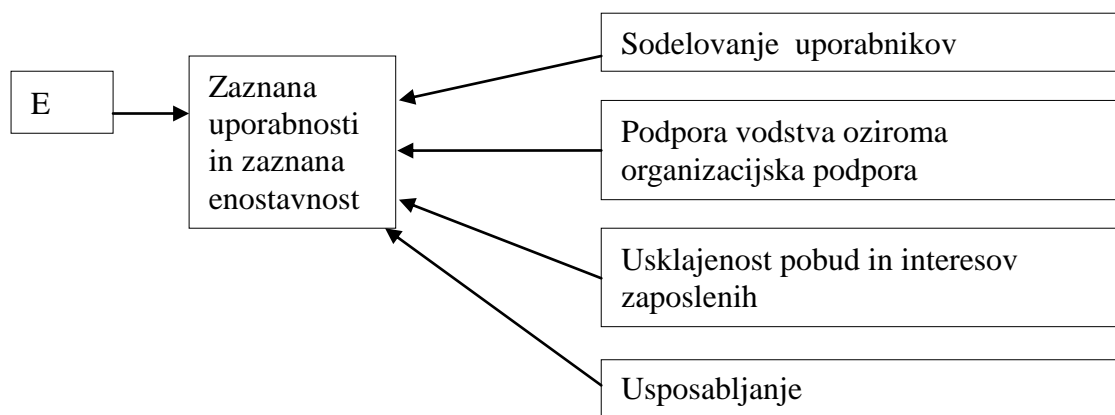 E
Zaznana
uporabnosti
in zaznana
enostavnost
Sodelovanje uporabnikov
Podpora vodstva oziroma
organizacijska podpora
Usklajenost pobud in interesov
zaposlenih
Usposabljanje